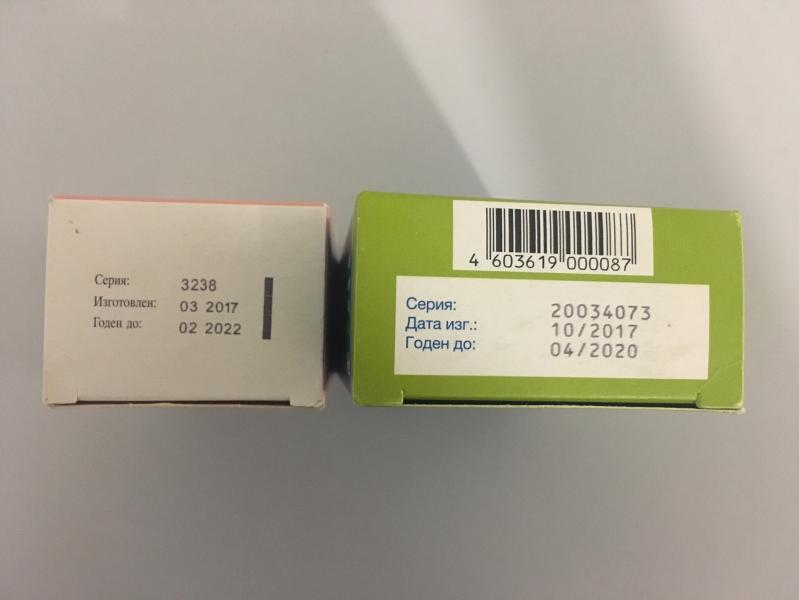 Серия: 3238
Изготовлен: 03 2017
Годен до: 02 2022
4 603619 000087
Серия: 20034073
Дата изг.: 10/2017
Годен до: 04/2020